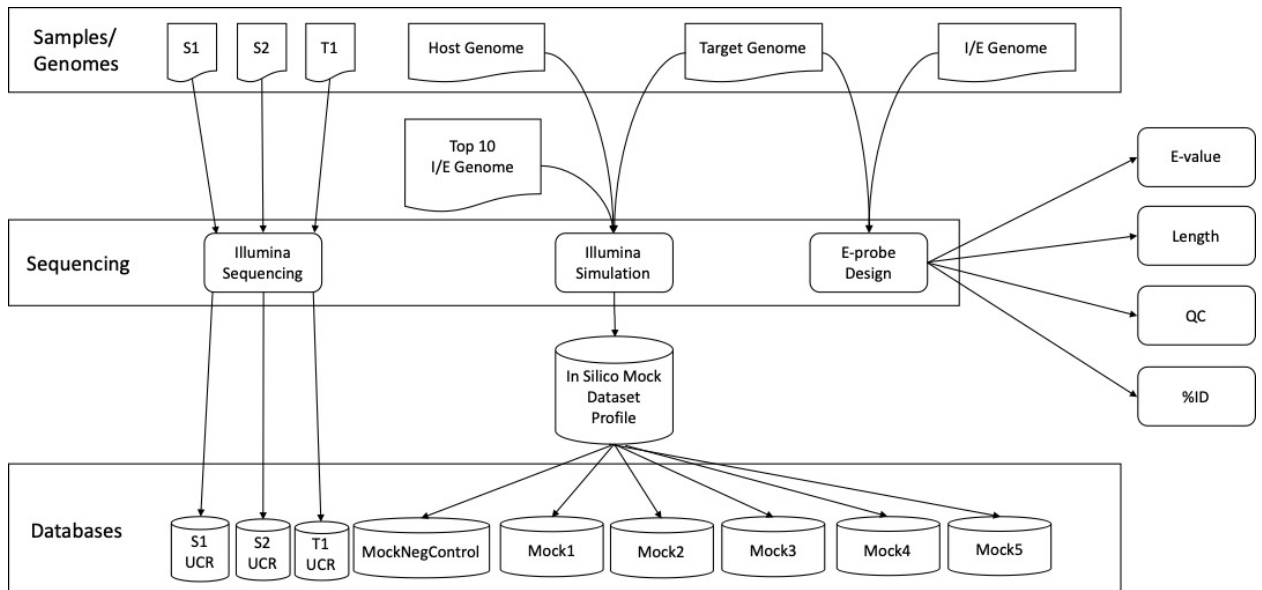 Samples/
Genomes
S1
S2
T1
Host Genome
Target Genome
I/E Genome
Top 10
I/E Genome
E-value
Length
QC
%ID
Sequencing
Illumina
Sequencing
Illumina
Simulation
E-probe
Design
In Silico Mock
Dataset
Profile
Databases
S1
UCR
S2
UCR
T1
UCR
MockNegControl
Mock1
Mock2
Mock3
Mock4
Mock5